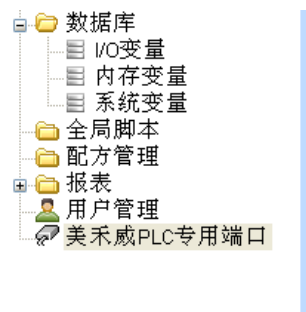 数据库
I/O变量
内存变量
系统变量
全局脚本
配方管理
报表
用户管理
美禾威PLC专用端口